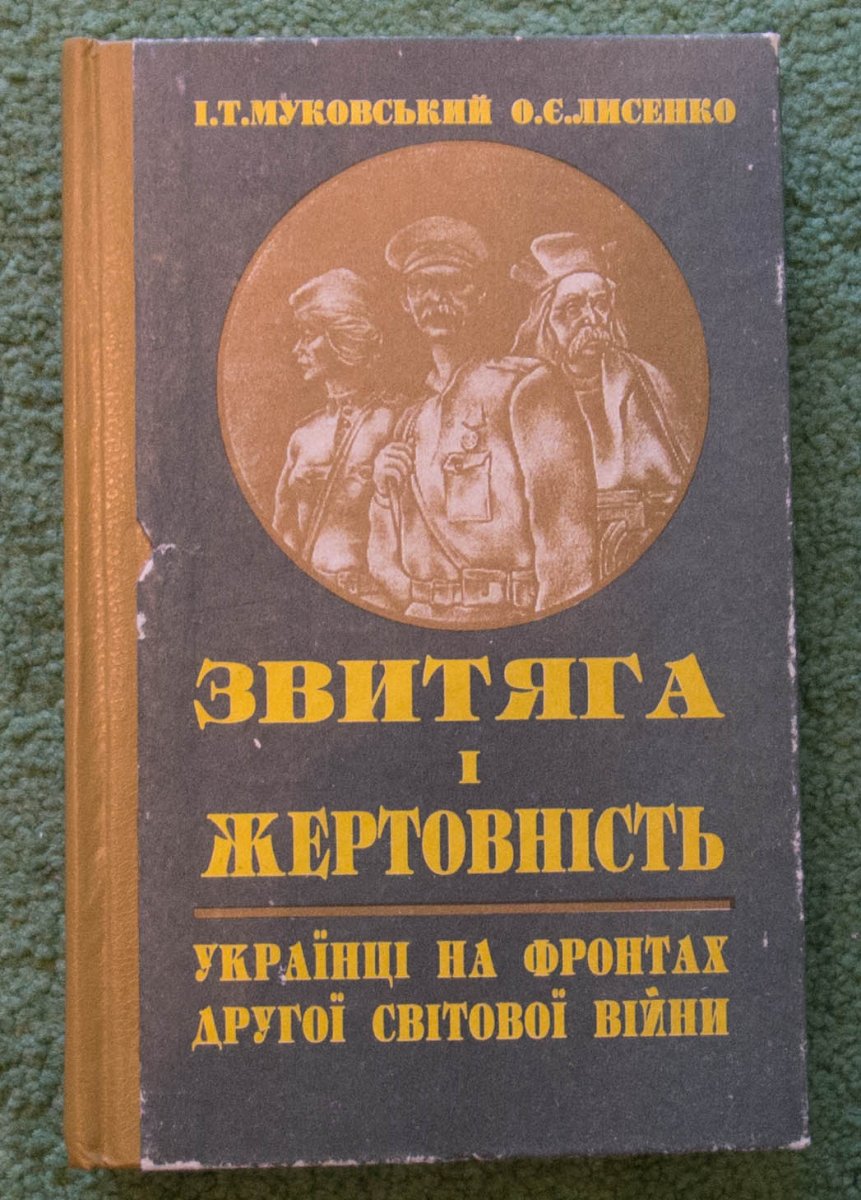 І.Т.МУКОВСЬКИЙ О.Є.ЛИСЕНКО
ЗВИТЯГА
І
ЖЕРТОВНІСТЬ
УКРАЇНЦІ НА ФРОНТАХ
ДРУГОЇ СВІТОВОЇ ВІЙНИ